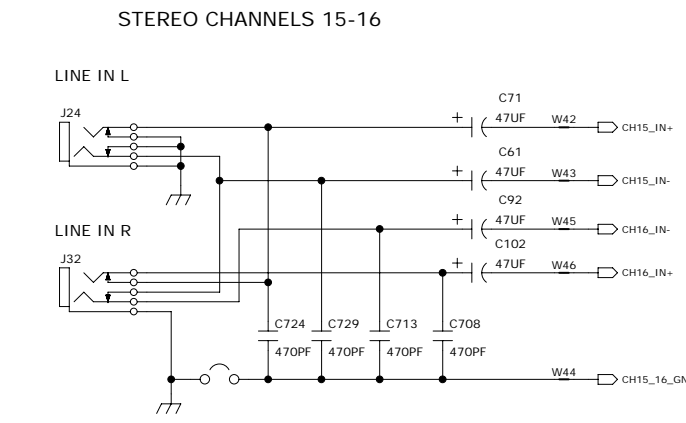 STEREO CHANNELS 15-16
LINE IN L
J24
C71
+ 47UF W42 CH15_IN+
C61
+ 47UF W43 CH15_IN-
C92
+ 47UF W45 CH16_IN-
LINE IN R
C102
J32
+ 47UF W46 CH16_IN+
C724 C729 C713 C708
470PF 470PF 470PF 470PF
W44 CH15_16_GN